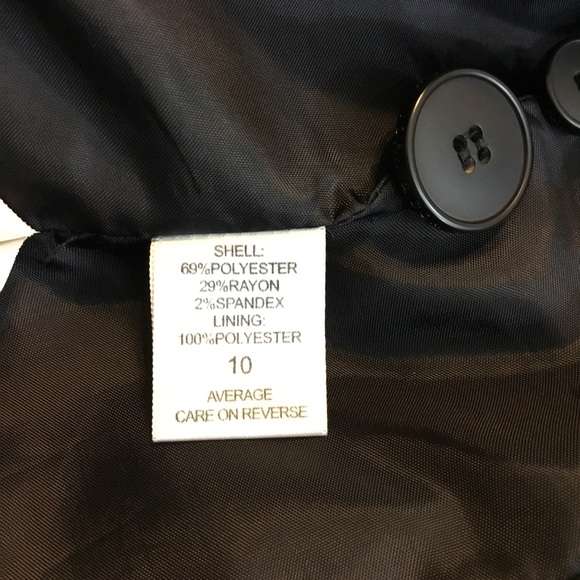 SHELL:
69%POLYESTER
29%RAYON
2%SPANDEX
LINING:
100%POLYESTER
10
AVERAGE
CARE ON REVERSE